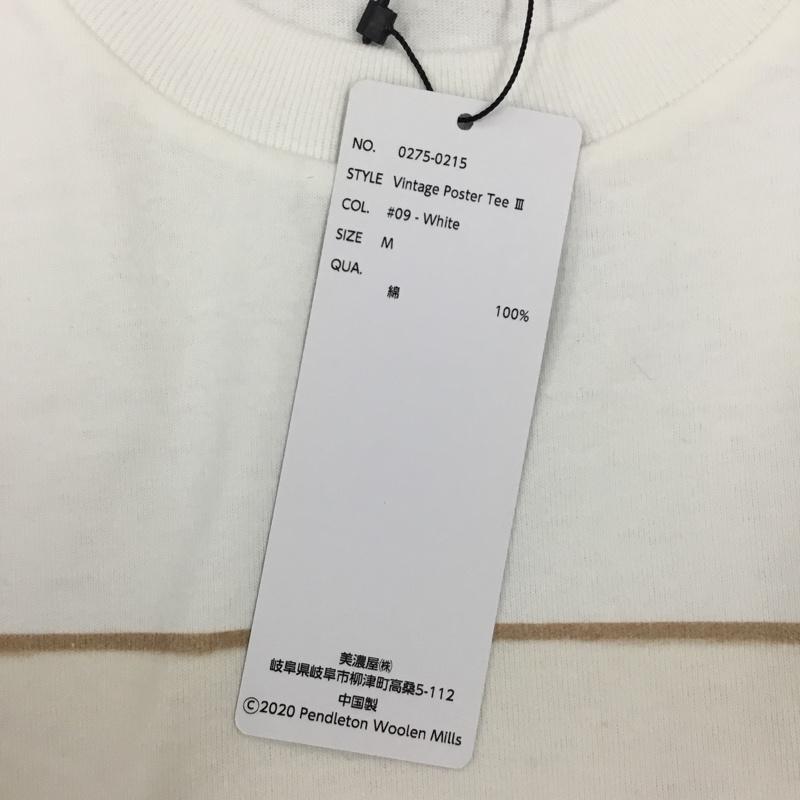 NO. 0275-0215
STYLE Vintage Poster Tee Ⅲ
COL. #09 - White
SIZE M
QUA.
綿 100%
美濃屋㈱
岐阜県岐阜市柳津町高桑5-112
中国製
©2020 Pendleton Woolen Mills